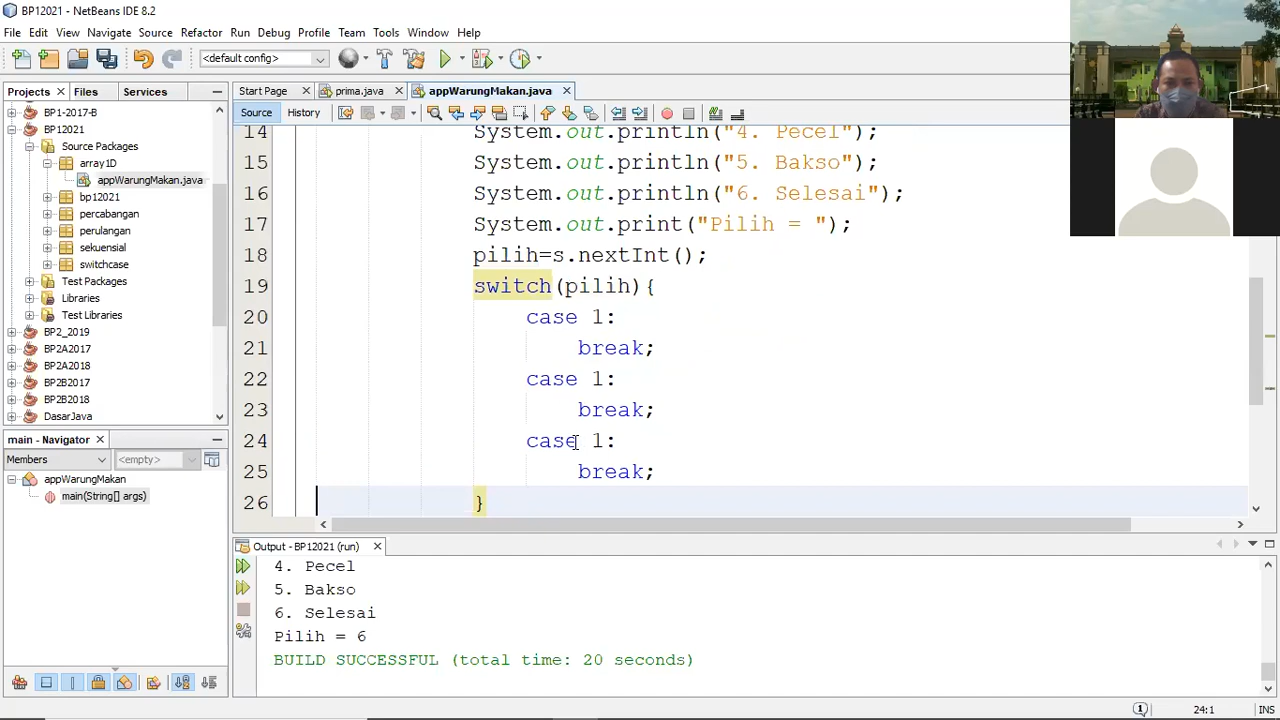 BP12021 - NetBeans IDE 8.2
File Edit View Navigate Source Refactor Run Debug Profile Team Tools Window Help
<default config>
Projects Files Services
Start Page prima.java appWarungMakan.java
Source History
BP1-2017-B
BP12021
Source Packages
array1D
appWarungMakan.java
bp12021
percabangan
perulangan
sekuensial
switchcase
Test Packages
Libraries
Test Libraries
BP2_2019
BP2A2017
BP2A2018
BP2B2017
BP2B2018
DasarJava
14 System.out.println("4. Pecel");
15 System.out.println("5. Bakso");
16 System.out.println("6. Selesai");
17 System.out.print("Pilih = ");
18 pilih=s.nextInt();
19 switch(pilih){
20 case 1:
21 break;
22 case 1:
23 break;
24 case 1:
25 break;
26 }
main - Navigator
Members <empty>
appWarungMakan
main(String[] args)
Output - BP12021 (run)
4. Pecel
5. Bakso
6. Selesai
Pilih = 6
BUILD SUCCESSFUL (total time: 20 seconds)
24:1 INS